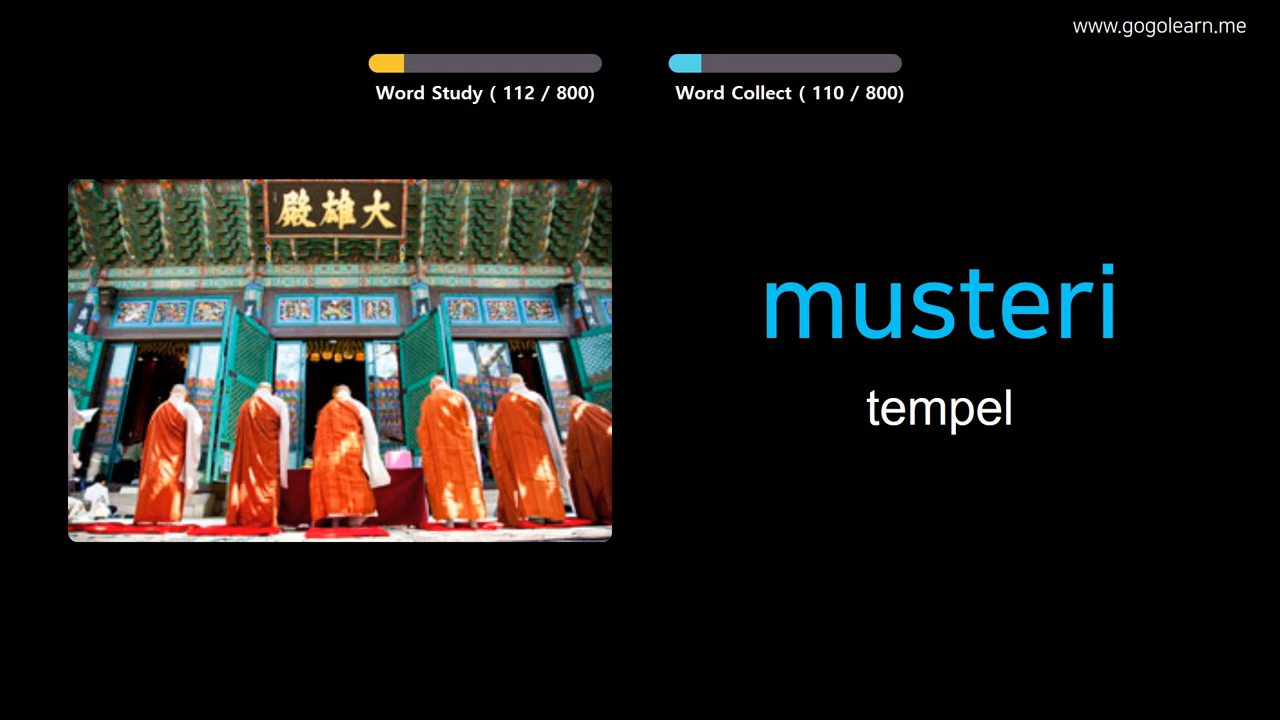 www.gogolearn.me
Word Study ( 112 / 800)
Word Collect ( 110 / 800)
殿雄大
musteri
tempel